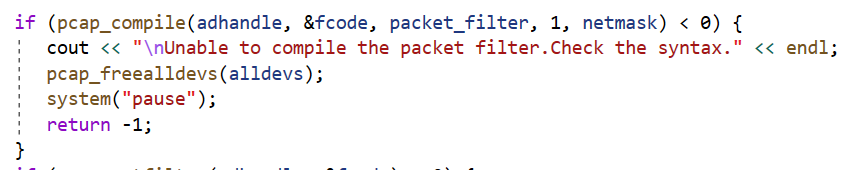 if (pcap_compile(adhandle, &fcode, packet_filter, 1, netmask) < 0) {
cout << "\nUnable to compile the packet filter.Check the syntax." << endl;
pcap_freealldevs(alldevs);
system("pause");
return -1;
}